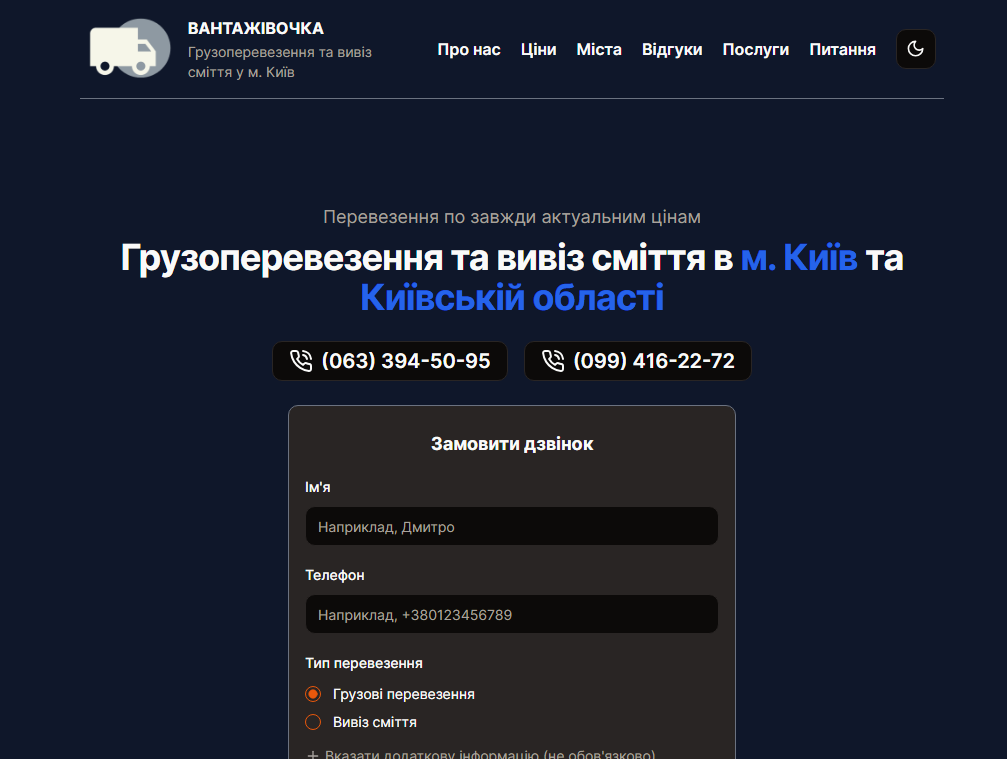 ВАНТАЖІВОЧКА
Грузоперевезення та вивіз
сміття у м. Київ
Про нас Ціни Міста Відгуки Послуги Питання
Перевезення по завжди актуальним цінам
Грузоперевезення та вивіз сміття в м. Київ та
Київській області
(063) 394-50-95 (099) 416-22-72
Замовити дзвінок
Ім'я
Наприклад, Дмитро
Телефон
Наприклад, +380123456789
Тип перевезення
Грузові перевезення
Вивіз сміття
+ Вказати додаткову інформацію (не обов'язково)